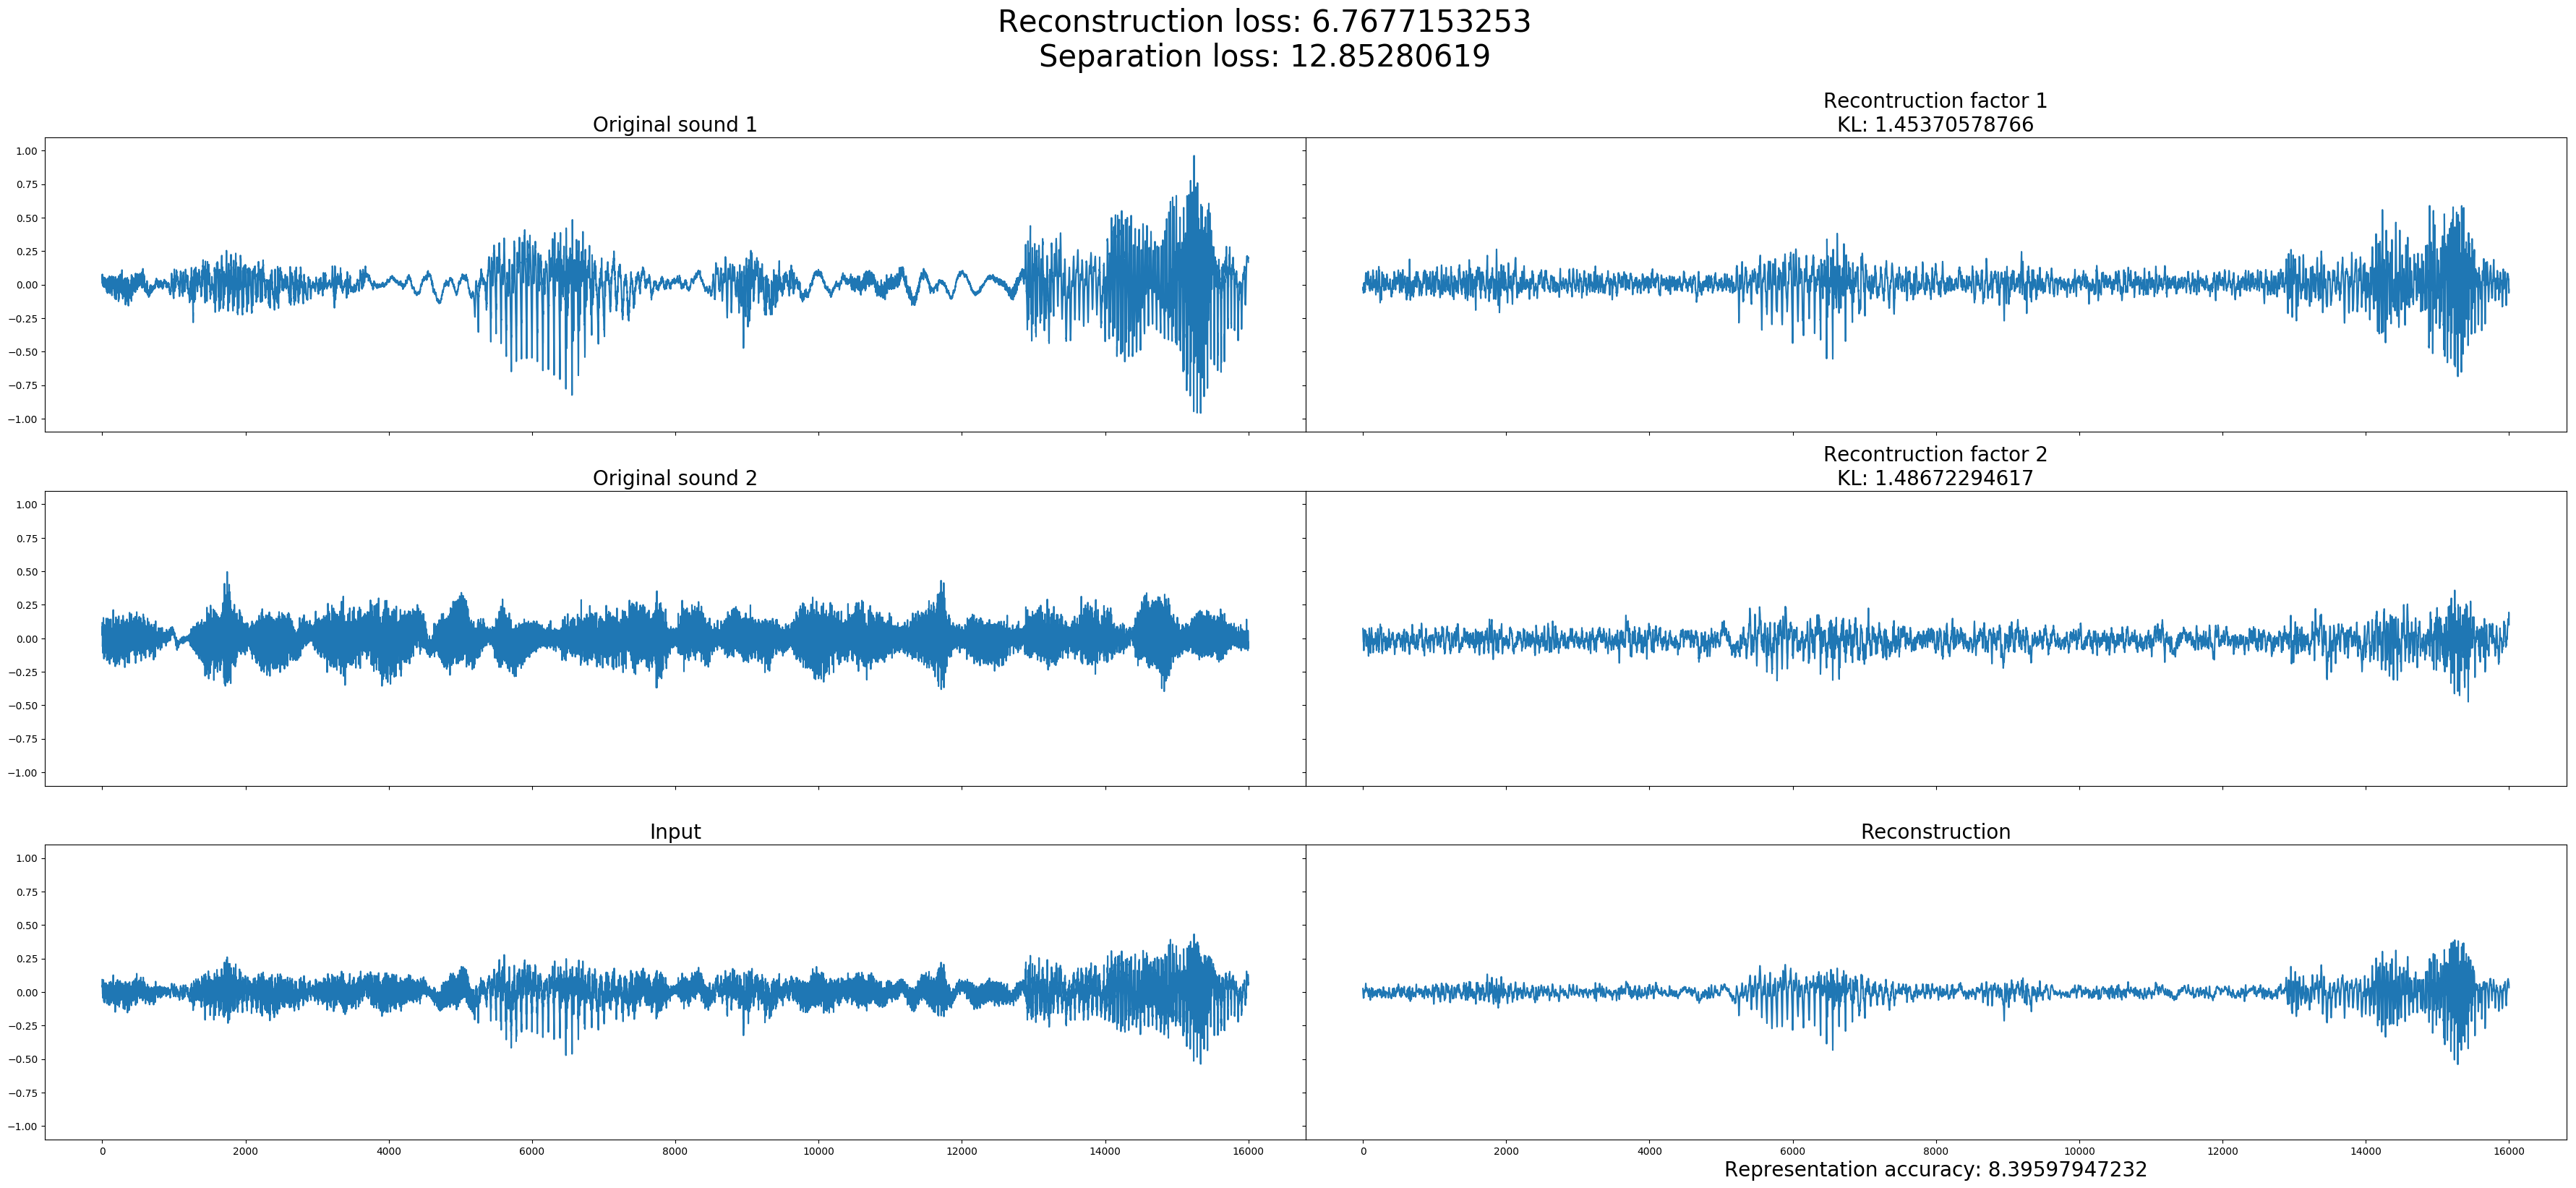 Reconstruction loss: 6.7677153253
Separation loss: 12.85280619
Original sound 1
Recontruction factor 1
KL: 1.45370578766
1.00
0.75
0.50
0.25
0.00
−0.25
−0.50
−0.75
−1.00
Original sound 2
Recontruction factor 2
KL: 1.48672294617
1.00
0.75
0.50
0.25
0.00
−0.25
−0.50
−0.75
−1.00
Input
Reconstruction
1.00
0.75
0.50
0.25
0.00
−0.25
−0.50
−0.75
−1.00
0 2000 4000 6000 8000 10000 12000 14000 16000
0 2000 4000 6000 8000 10000 12000 14000 16000
Representation accuracy: 8.39597947232